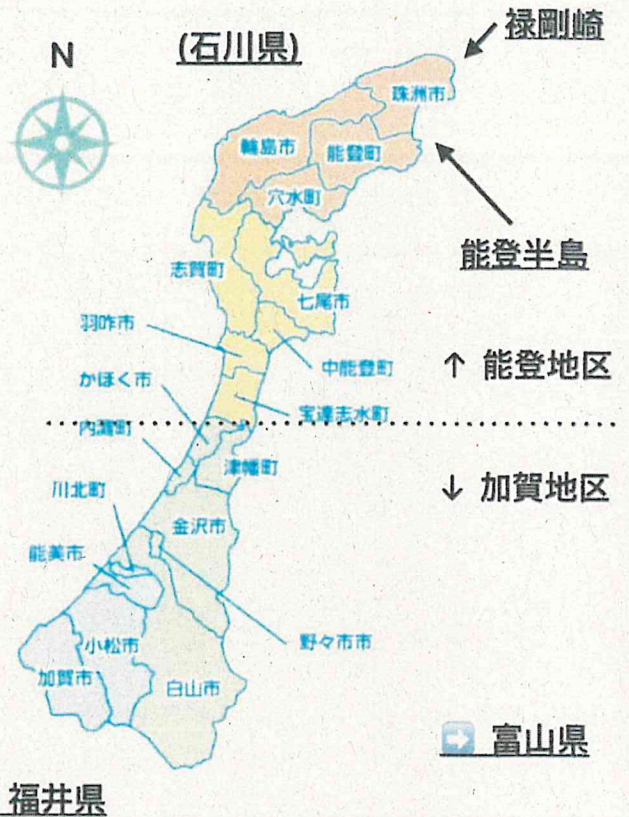 禄剛崎
N
(石川県)
珠洲市
輪島市
能登町
穴水町
能登半島
志賀町
七尾市
羽咋市
中能登町
↑ 能登地区
かほく市
宝達志水町
内灘町
津幡町
↓ 加賀地区
川北町
金沢市
能美市
野々市市
小松市
加賀市
白山市
➡ 富山県
福井県